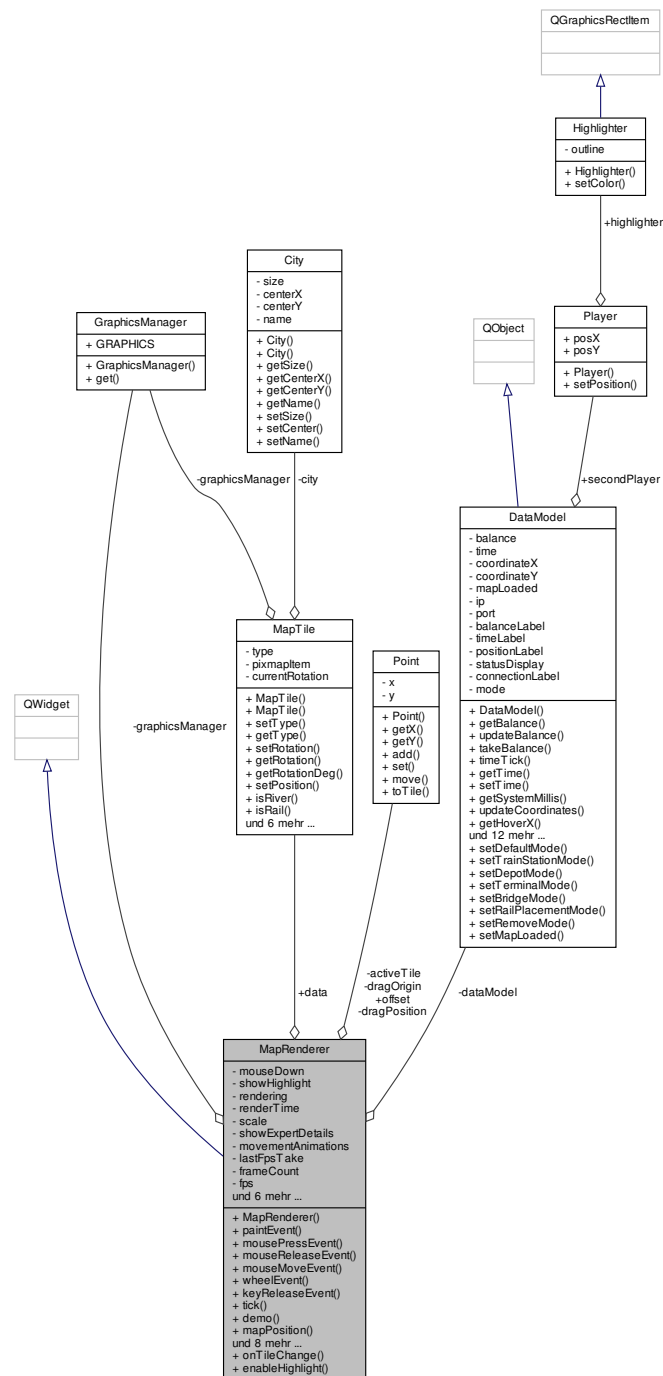 QGraphicsRectItem
Highlighter
- outline
+ Highlighter()
+ setColor()
+highlighter
City
- size
- centerX
- centerY
- name
+ City()
+ City()
+ getSize()
+ getCenterX()
+ getCenterY()
+ getName()
+ setSize()
+ setCenter()
+ setName()
GraphicsManager
+ GRAPHICS
+ GraphicsManager()
+ get()
QObject
Player
+ posX
+ posY
+ Player()
+ setPosition()
-graphicsManager
-city
+secondPlayer
DataModel
- balance
- time
- coordinateX
- coordinateY
- mapLoaded
- ip
- port
- balanceLabel
- timeLabel
- positionLabel
- statusDisplay
- connectionLabel
- mode
+ DataModel()
+ getBalance()
+ updateBalance()
+ takeBalance()
+ timeTick()
+ getTime()
+ setTime()
+ getSystemMillis()
+ updateCoordinates()
+ getHoverX()
und 12 mehr ...
+ setDefaultMode()
+ setTrainStationMode()
+ setDepotMode()
+ setTerminalMode()
+ setBridgeMode()
+ setRailPlacementMode()
+ setRemoveMode()
+ setMapLoaded()
MapTile
- type
- pixmapItem
- currentRotation
+ MapTile()
+ MapTile()
+ setType()
+ getType()
+ setRotation()
+ getRotation()
+ getRotationDeg()
+ setPosition()
+ isRiver()
+ isRail()
und 6 mehr ...
Point
- x
- y
+ Point()
+ getX()
+ getY()
+ add()
+ set()
+ move()
+ toTile()
QWidget
-graphicsManager
+data
-activeTile
-dragOrigin
+offset
-dragPosition
-dataModel
MapRenderer
- mouseDown
- showHighlight
- rendering
- renderTime
- scale
- showExpertDetails
- movementAnimations
- lastFpsTake
- frameCount
- fps
und 6 mehr ...
+ MapRenderer()
+ paintEvent()
+ mousePressEvent()
+ mouseReleaseEvent()
+ mouseMoveEvent()
+ wheelEvent()
+ keyReleaseEvent()
+ tick()
+ demo()
+ mapPosition()
und 8 mehr ...
+ onTileChange()
+ enableHighlight()